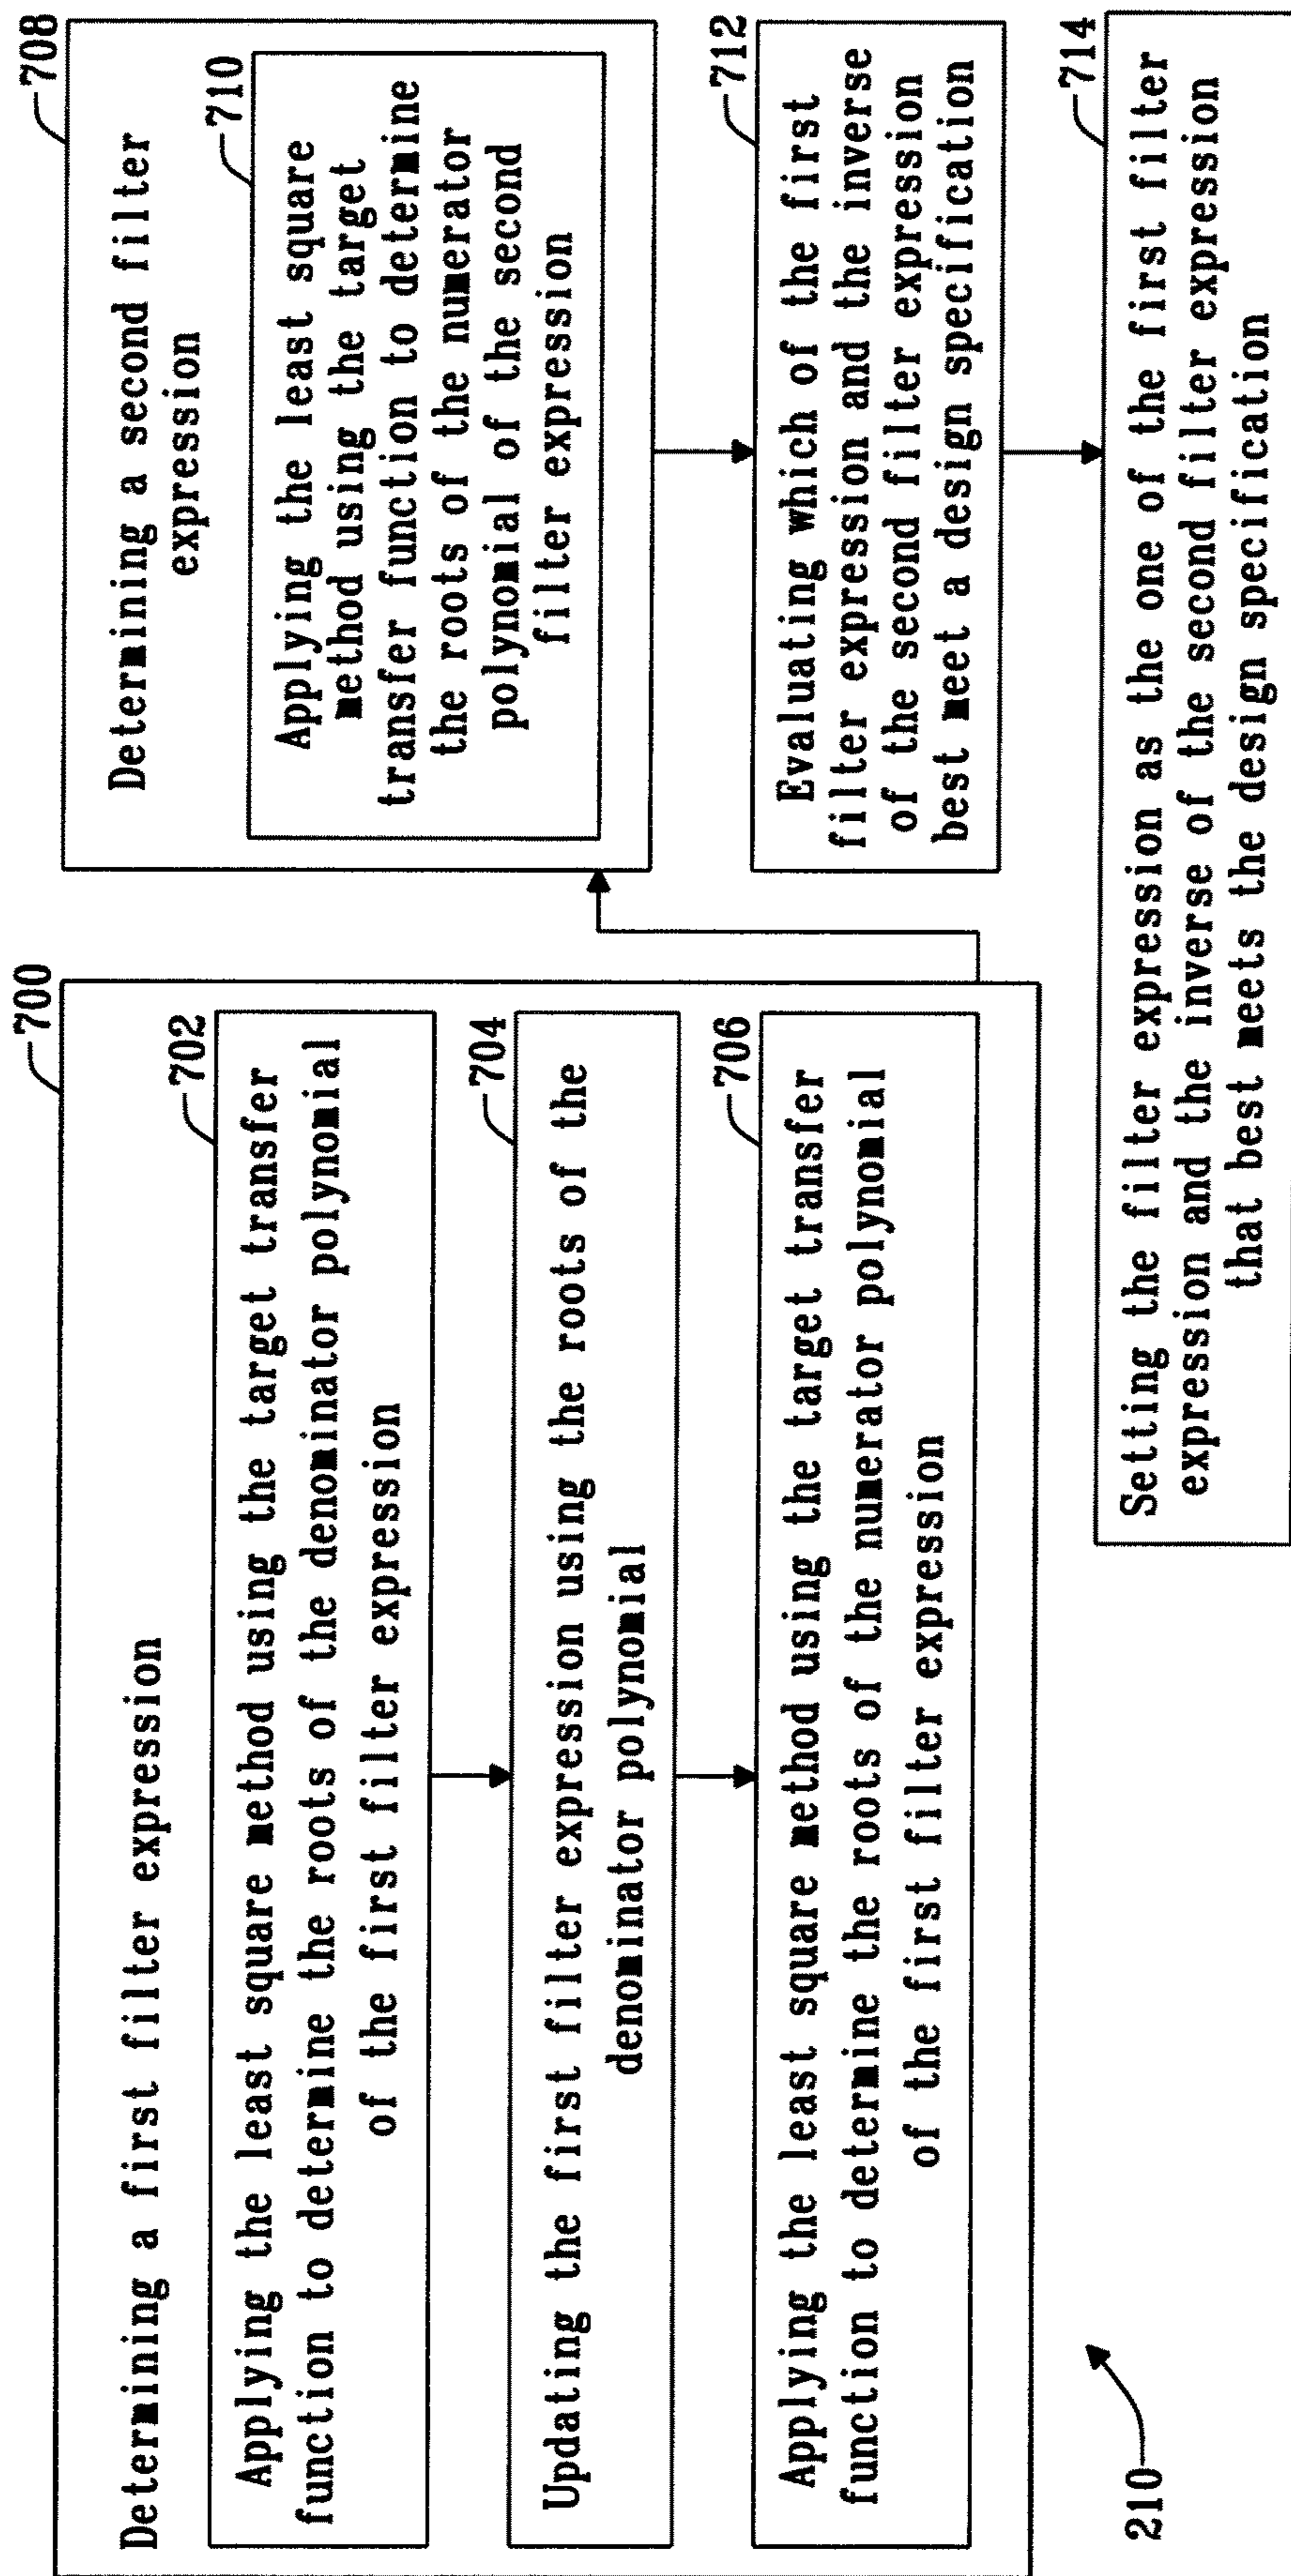 700
Determining a first filter expression
702
Applying the least square method using the target transfer
function to determine the roots of the denominator polynomial
of the first filter expression
704
Updating the first filter expression using the roots of the
denominator polynomial
706
Applying the least square method using the target transfer
function to determine the roots of the numerator polynomial
of the first filter expression
708
Determining a second filter
expression
710
Applying the least square
method using the target
transfer function to determine
the roots of the numerator
polynomial of the second
filter expression
712
Evaluating which of the first
filter expression and the inverse
of the second filter expression
best meet a design specification
714
Setting the filter expression as the one of the first filter
expression and the inverse of the second filter expression
that best meets the design specification
210